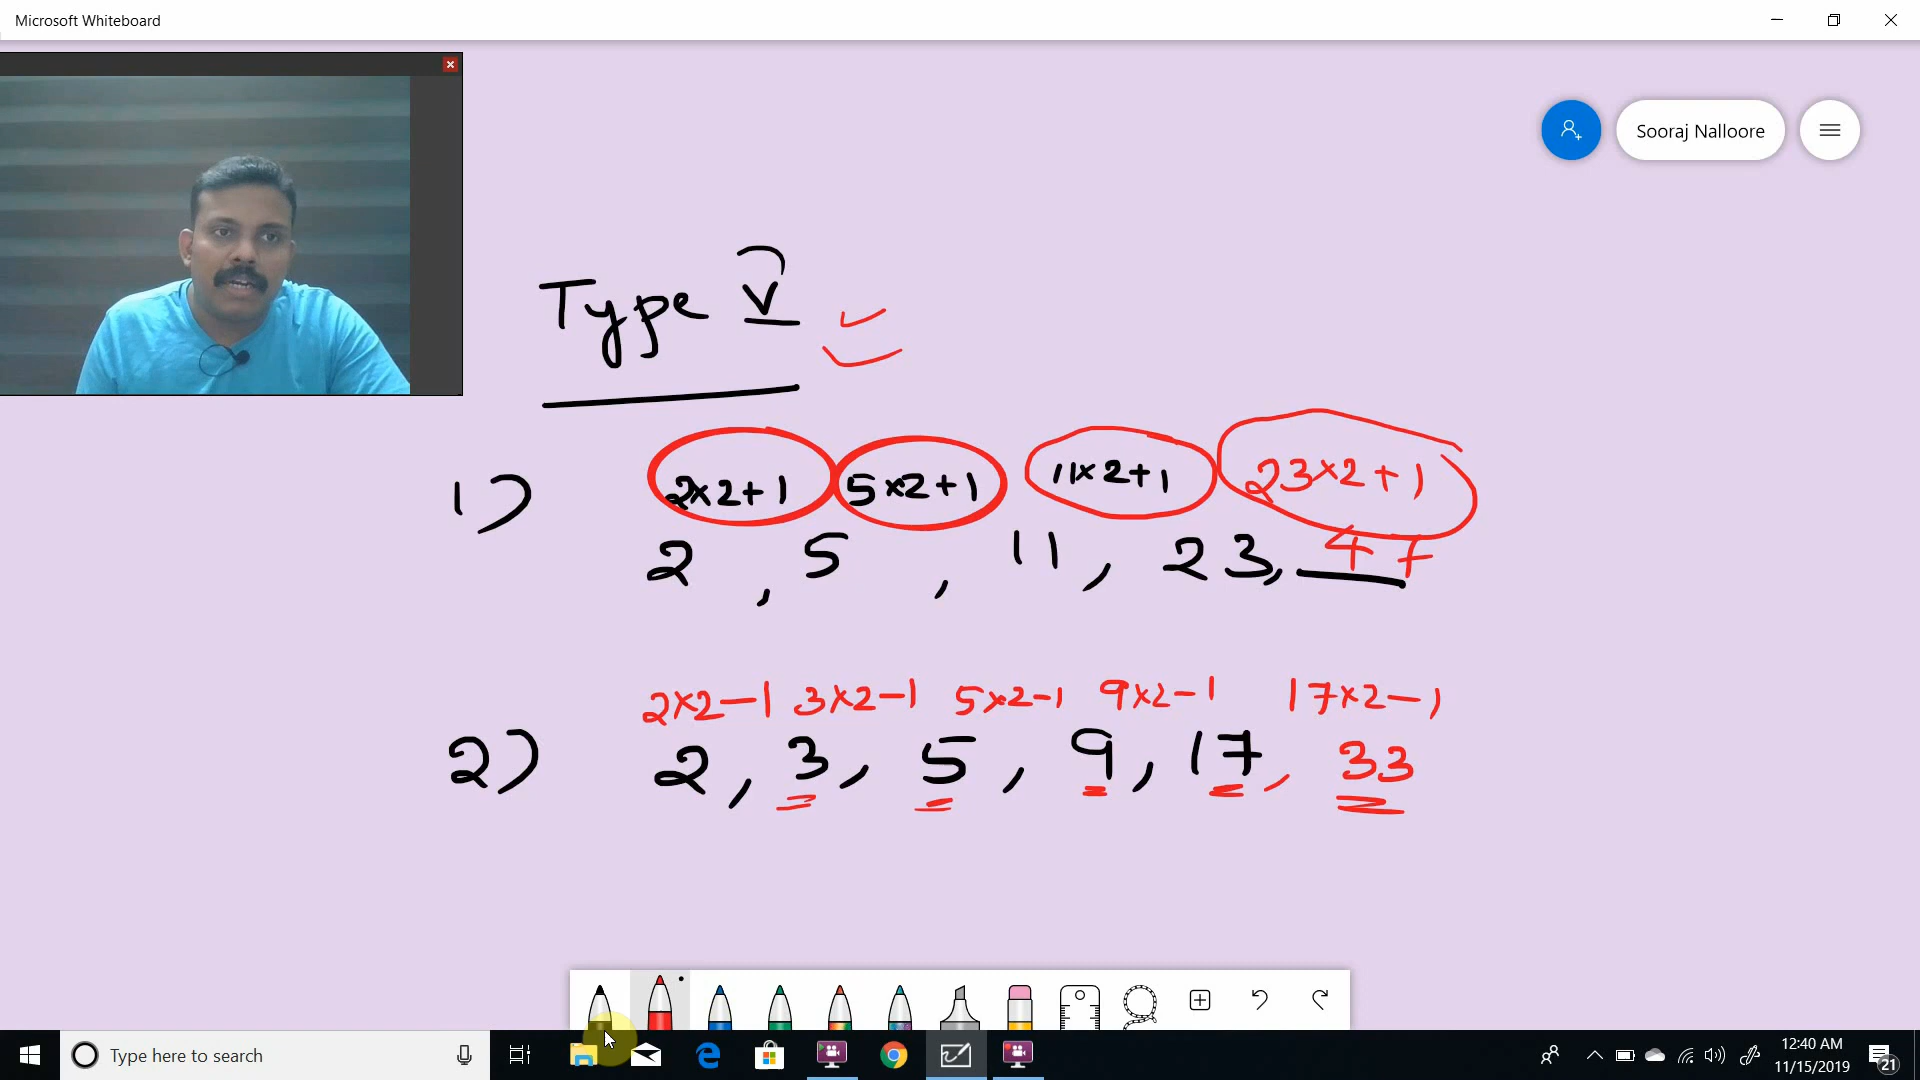 Microsoft Whiteboard
Sooraj Nalloore
Type V
2×2+1 5×2+1 11×2+1 23×2+1
1) 2, 5, 11, 23, 47
2×2-1 3×2-1 5×2-1 9×2-1 17×2-1
2) 2, 3, 5, 9, 17, 33
Type here to search
12:40 AM
11/15/2019
21